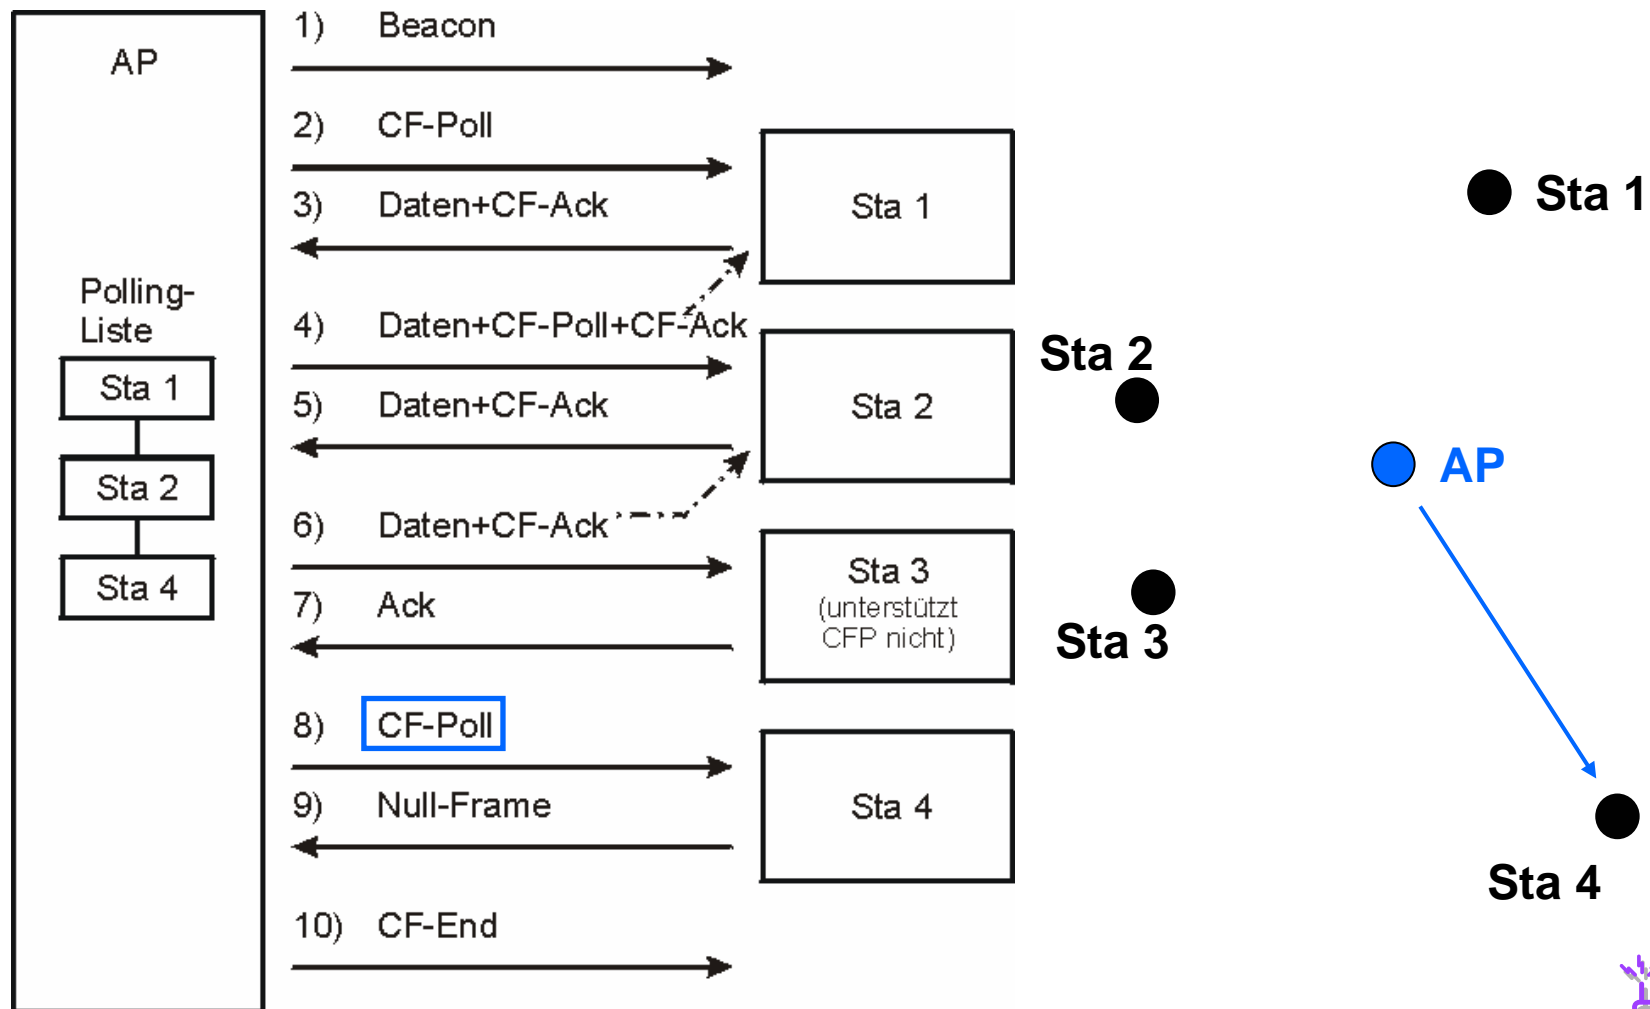 AP
Polling-
Liste
Sta 1
Sta 2
Sta 4
1) Beacon
2) CF-Poll
3) Daten+CF-Ack
4) Daten+CF-Poll+CF-Ack
5) Daten+CF-Ack
6) Daten+CF-Ack
7) Ack
8) CF-Poll
9) Null-Frame
10) CF-End
Sta 1
Sta 2
Sta 3
(unterstützt
CFP nicht)
Sta 4
Sta 1
Sta 2
AP
Sta 3
Sta 4